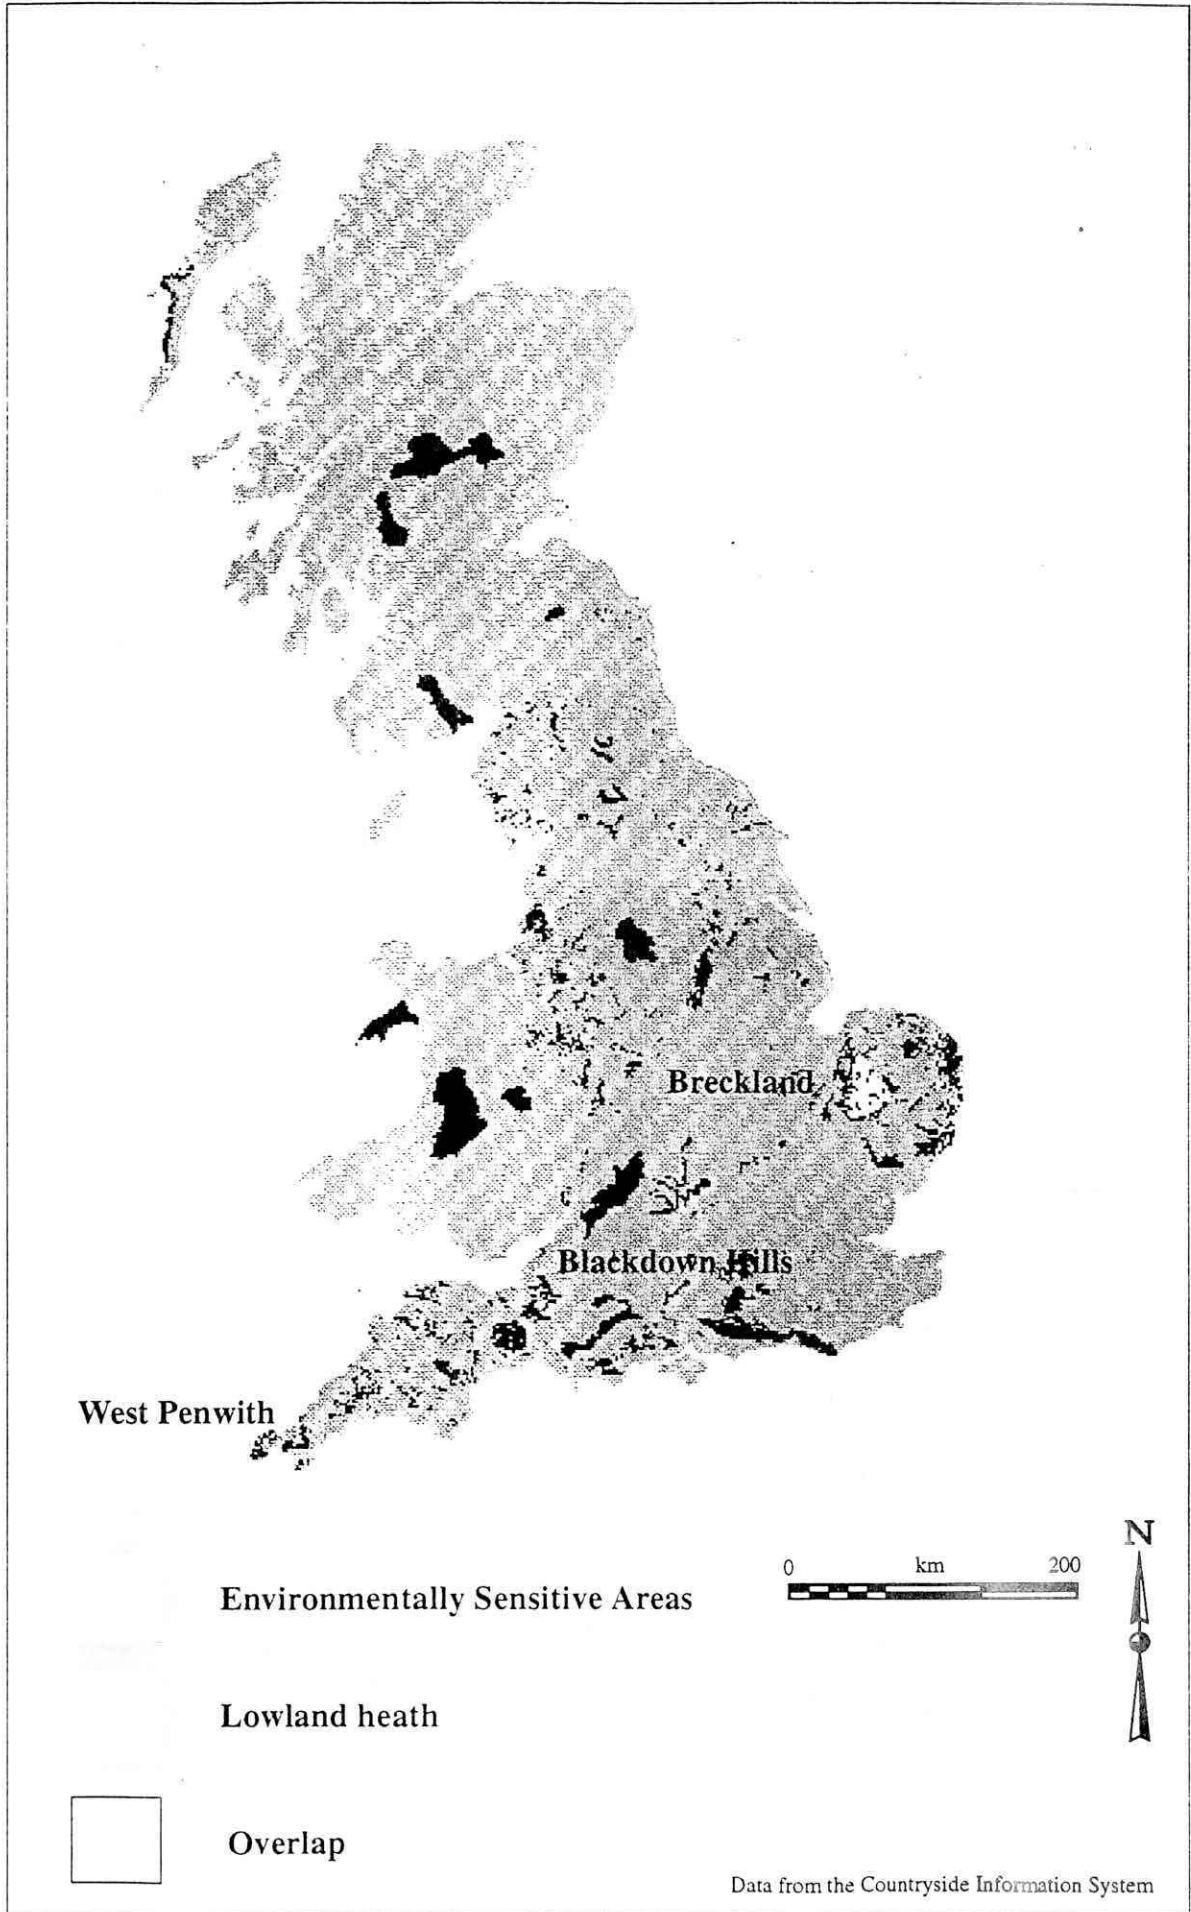 Breckland
Blackdown Hills
West Penwith
N
0 km 200
Environmentally Sensitive Areas
Lowland heath
Overlap
Data from the Countryside Information System